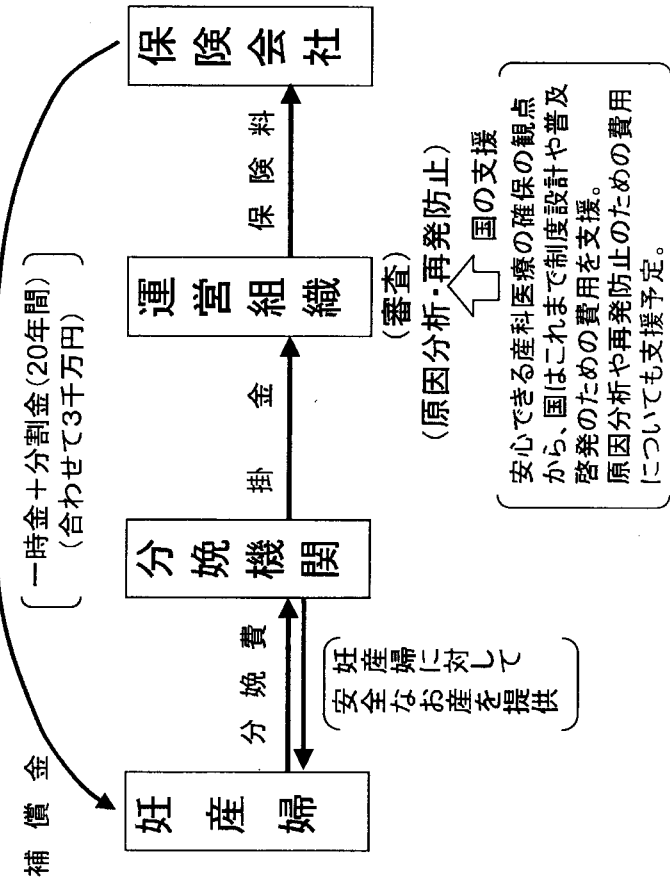 補償金
一時金＋分割金(20年間)
(合わせて3千万円)
妊産婦
分娩費
妊産婦に対して
安全なお産を提供
分娩機関
掛金
運営組織
(審査)
(原因分析・再発防止)
保険料
保険会社
国の支援
安心できる産科医療の確保の観点
から、国はこれまで制度設計や普及
啓発のための費用を支援。
原因分析や再発防止のための費用
についても支援予定。